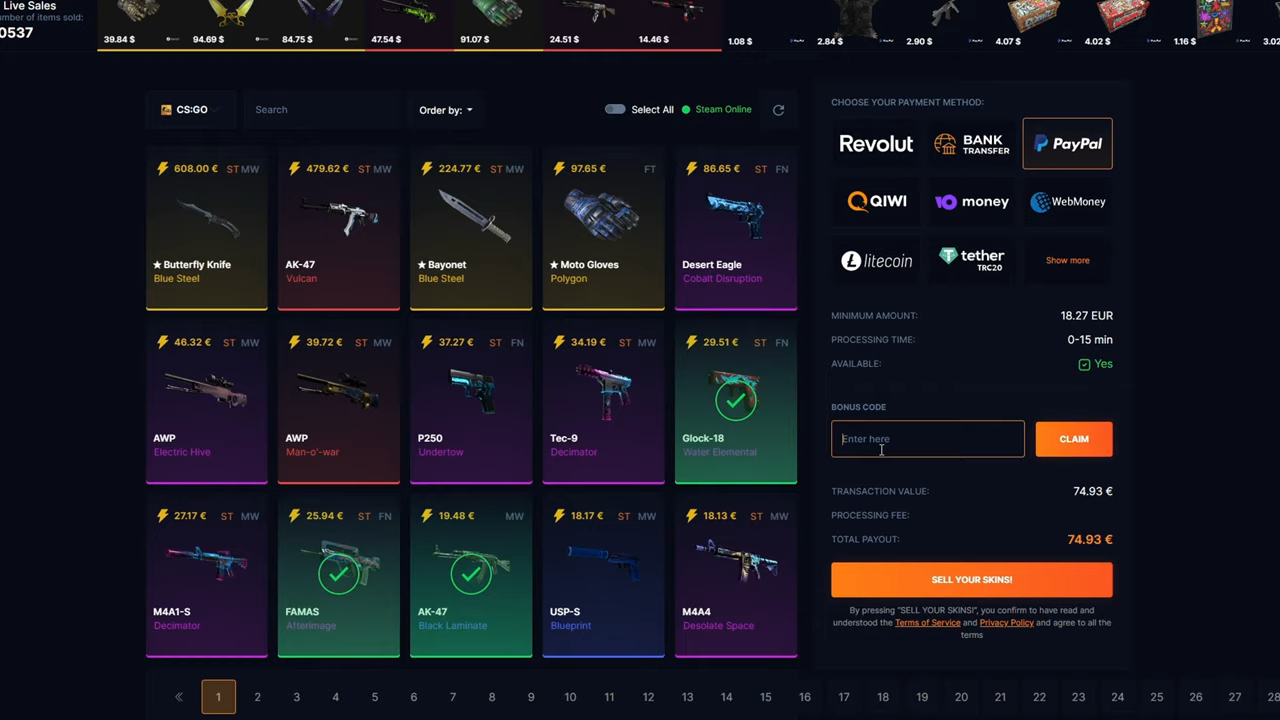 Live Sales
umber of items sold:
0537
39.84 $
94.69 $
84.75 $
47.54 $
91.07 $
24.51 $
14.46 $
1.08 $
2.84 $
2.90 $
4.07 $
4.02 $
1.16 $
3.02
CS:GO
Search
Order by:
Select All
Steam Online
608.00 € ST MW
★ Butterfly Knife
Blue Steel
479.62 € ST MW
AK-47
Vulcan
224.77 € ST MW
★ Bayonet
Blue Steel
97.65 € FT
★ Moto Gloves
Polygon
86.65 € ST FN
Desert Eagle
Cobalt Disruption
46.32 € ST MW
AWP
Electric Hive
39.72 € ST MW
AWP
Man-o'-war
37.27 € ST FN
P250
Undertow
34.19 € ST MW
Tec-9
Decimator
29.51 € ST FN
Glock-18
Water Elemental
27.17 € ST MW
M4A1-S
Decimator
25.94 € ST FN
FAMAS
Afterimage
19.48 € MW
AK-47
Black Laminate
18.17 € ST MW
USP-S
Blueprint
18.13 € ST MW
M4A4
Desolate Space
« 1 2 3 4 5 6 7 8 9 10 11 12 13 14 15 16 17 18 19 20 21 22 23 24 25 26 27 28
CHOOSE YOUR PAYMENT METHOD:
Revolut
BANK
TRANSFER
PayPal
QIWI
money
WebMoney
litecoin
tether
TRC20
Show more
MINIMUM AMOUNT: 18.27 EUR
PROCESSING TIME: 0-15 min
AVAILABLE: Yes
BONUS CODE
Enter here
CLAIM
TRANSACTION VALUE: 74.93 €
PROCESSING FEE:
TOTAL PAYOUT: 74.93 €
SELL YOUR SKINS!
By pressing "SELL YOUR SKINS!", you confirm to have read and
understood the Terms of Service and Privacy Policy and agree to all the
terms